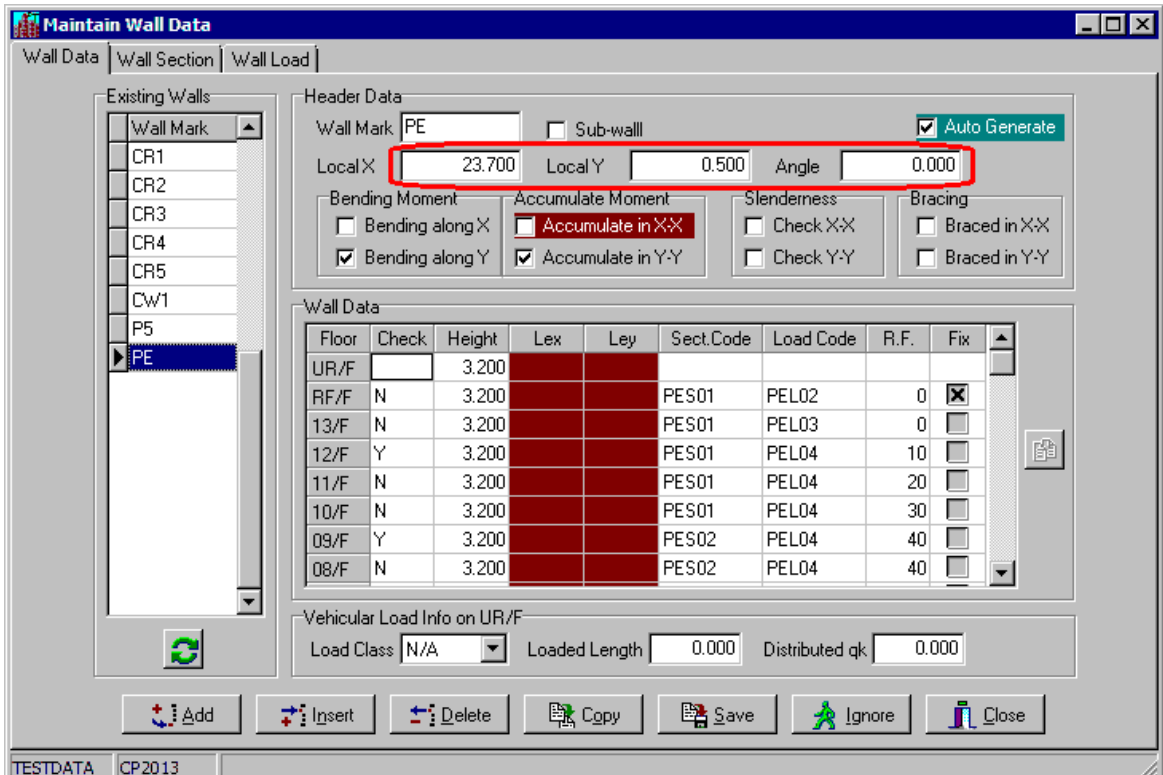 Maintain Wall Data
Wall Data Wall Section Wall Load
Existing Walls
Wall Mark
CR1
CR2
CR3
CR4
CR5
CW1
P5
PE
Header Data
Wall Mark PE Sub-walll Auto Generate
Local X 23.700 Local Y 0.500 Angle 0.000
Bending Moment Accumulate Moment Slenderness Bracing
Bending along X Accumulate in X-X Check X-X Braced in X-X
Bending along Y Accumulate in Y-Y Check Y-Y Braced in Y-Y
Wall Data
Floor Check Height Lex Ley Sect.Code Load Code R.F. Fix
UR/F 3.200
RF/F N 3.200 PES01 PEL02 0
13/F N 3.200 PES01 PEL03 0
12/F Y 3.200 PES01 PEL04 10
11/F N 3.200 PES01 PEL04 20
10/F N 3.200 PES01 PEL04 30
09/F Y 3.200 PES02 PEL04 40
08/F N 3.200 PES02 PEL04 40
Vehicular Load Info on UR/F
Load Class N/A Loaded Length 0.000 Distributed qk 0.000
Add Insert Delete Copy Save Ignore Close
TESTDATA CP2013